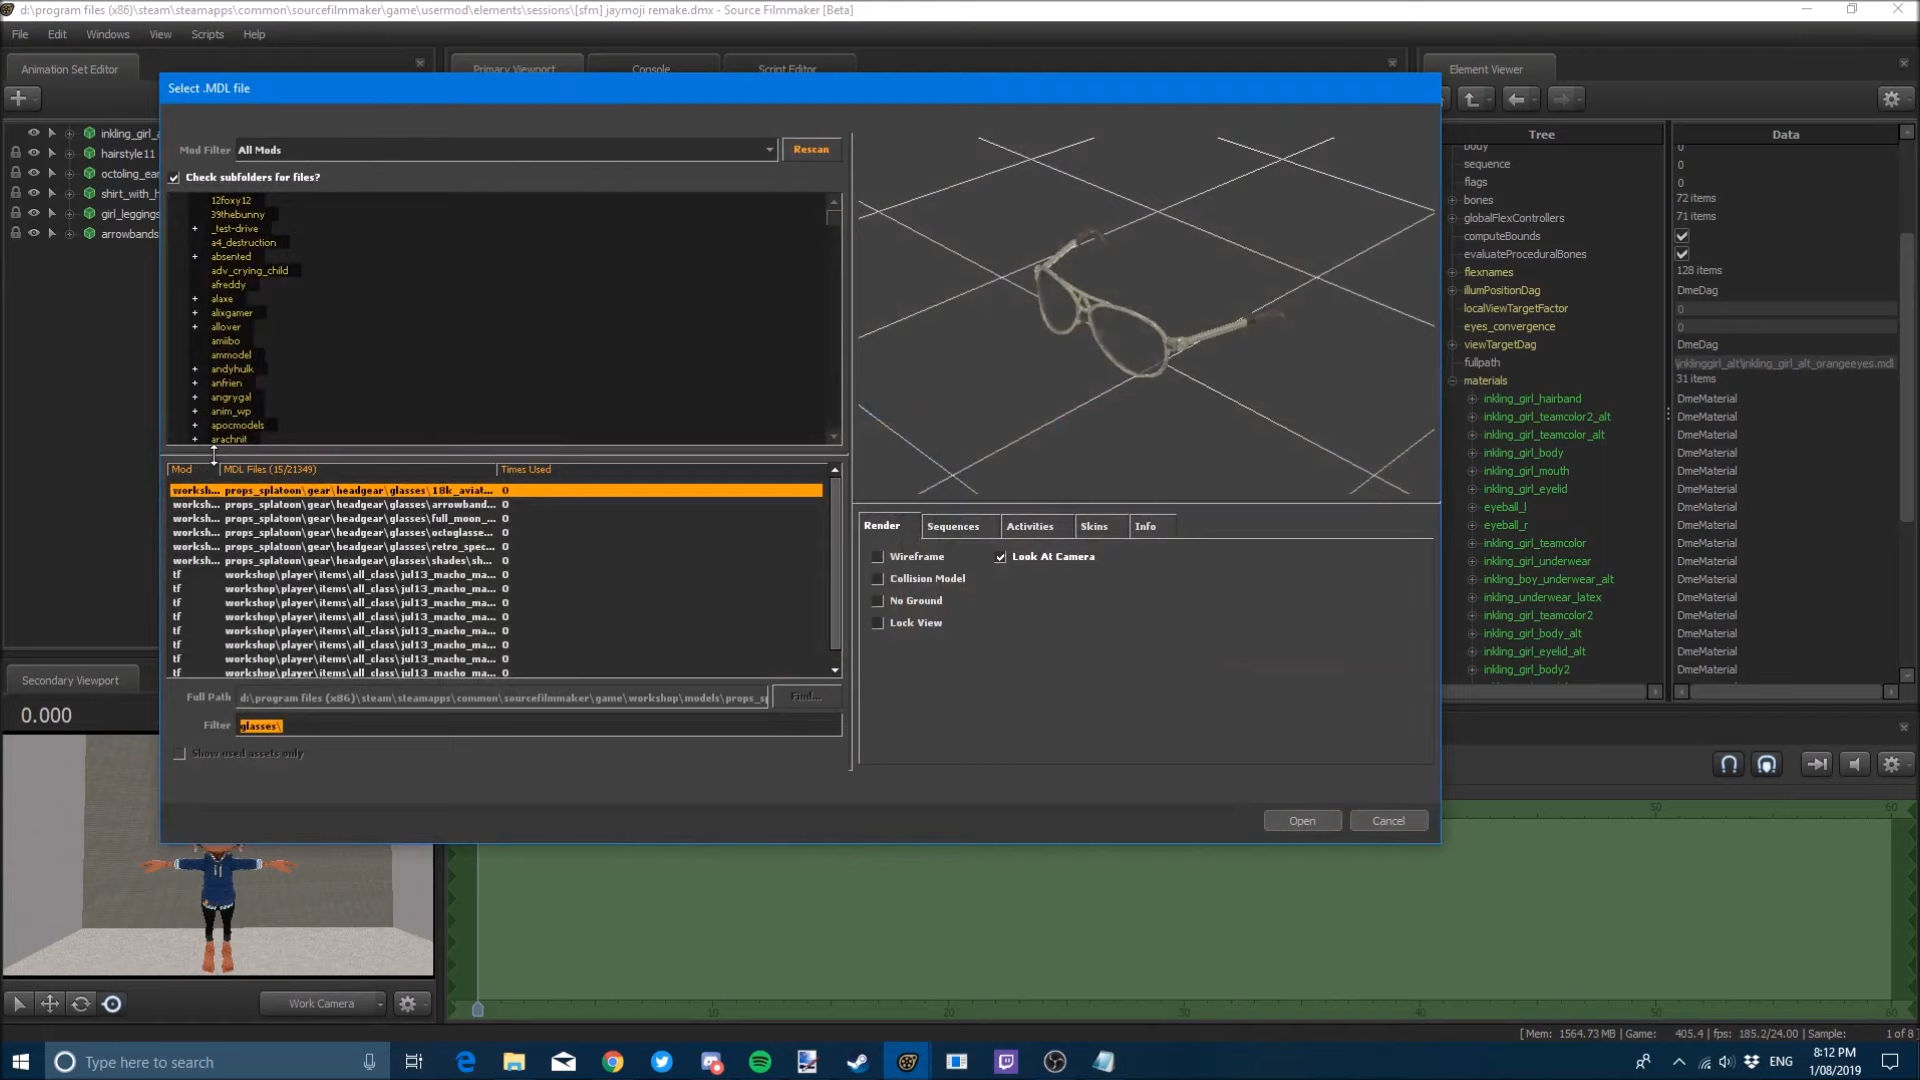 d:\program files (x86)\steam\steamapps\common\sourcefilmmaker\game\usermod\elements\sessions\[sfm] jaymoji remake.dmx - Source Filmmaker [Beta]
File Edit Windows View Scripts Help
Animation Set Editor
Primary Viewport Console Script Editor
Element Viewer
Select .MDL file
Mod Filter All Mods Rescan
Check subfolders for files?
inkling_girl_a
hairstyle11
octoling_ear
shirt_with_h
girl_leggings
arrowbands
12foxy12
39thebunny
_test-drive
a4_destruction
absented
adv_crying_child
afreddy
alaxe
alixgamer
allover
amiibo
ammodel
andyhulk
anfrien
angrygal
anim_wp
apocmodels
arachnit
Mod MDL Files (15/21349) Times Used
worksh... props_splatoon\gear\headgear\glasses\18k_aviat... 0
worksh... props_splatoon\gear\headgear\glasses\arrowband... 0
worksh... props_splatoon\gear\headgear\glasses\full_moon_... 0
worksh... props_splatoon\gear\headgear\glasses\octoglasse... 0
worksh... props_splatoon\gear\headgear\glasses\retro_spec... 0
worksh... props_splatoon\gear\headgear\glasses\shades\sh... 0
tf workshop\player\items\all_class\jul13_macho_ma... 0
tf workshop\player\items\all_class\jul13_macho_ma... 0
tf workshop\player\items\all_class\jul13_macho_ma... 0
tf workshop\player\items\all_class\jul13_macho_ma... 0
tf workshop\player\items\all_class\jul13_macho_ma... 0
tf workshop\player\items\all_class\jul13_macho_ma... 0
tf workshop\player\items\all_class\jul13_macho_ma... 0
tf workshop\player\items\all_class\jul13_macho_ma... 0
Full Path d:\program files (x86)\steam\steamapps\common\sourcefilmmaker\game\workshop\models\props_s Find...
Filter glasses\
Show used assets only
Render Sequences Activities Skins Info
Wireframe Look At Camera
Collision Model
No Ground
Lock View
Open Cancel
Tree Data
body 0
sequence 0
flags 0
bones 72 items
globalFlexControllers 71 items
computeBounds
evaluateProceduralBones
flexnames 128 items
illumPositionDag DmeDag
localViewTargetFactor 0
eyes_convergence 0
viewTargetDag DmeDag
fullpath \inklinggirl_alt\inkling_girl_alt_orangeeyes.mdl
materials 31 items
inkling_girl_hairband DmeMaterial
inkling_girl_teamcolor2_alt DmeMaterial
inkling_girl_teamcolor_alt DmeMaterial
inkling_girl_body DmeMaterial
inkling_girl_mouth DmeMaterial
inkling_girl_eyelid DmeMaterial
eyeball_l DmeMaterial
eyeball_r DmeMaterial
inkling_girl_teamcolor DmeMaterial
inkling_girl_underwear DmeMaterial
inkling_boy_underwear_alt DmeMaterial
inkling_underwear_latex DmeMaterial
inkling_girl_teamcolor2 DmeMaterial
inkling_girl_body_alt DmeMaterial
inkling_girl_eyelid_alt DmeMaterial
inkling_girl_body2 DmeMaterial
Secondary Viewport
0.000
Work Camera
50 60
10 20 30 40 50 60
[ Mem: 1564.73 MB | Game: 405.4 | fps: 185.2/24.00 | Sample: 1 of 8
Type here to search
ENG
8:12 PM
1/08/2019